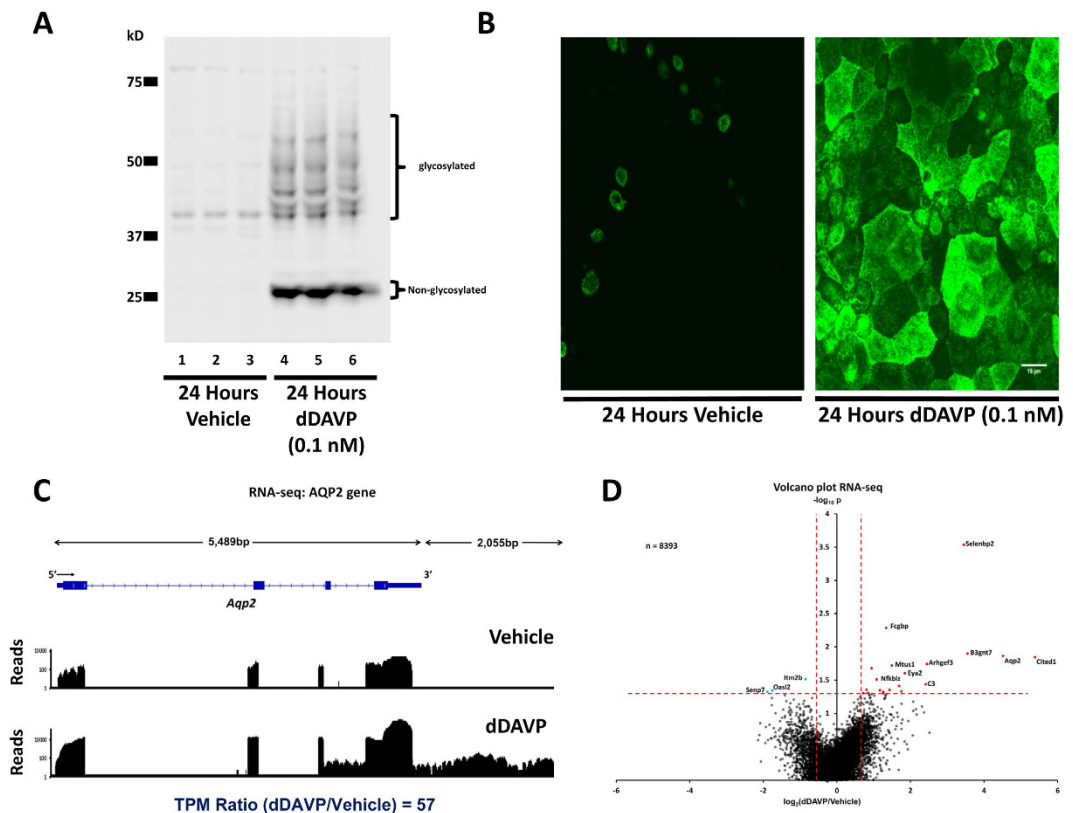 A
kD
75
50
37
25
glycosylated
Non-glycosylated
1 2 3 4 5 6
24 Hours
Vehicle
24 Hours
dDAVP
(0.1 nM)
B
15 µm
24 Hours Vehicle
24 Hours dDAVP (0.1 nM)
C
RNA-seq: AQP2 gene
5,489bp
2,055bp
5'
3'
Aqp2
Vehicle
Reads
10000
100
1
dDAVP
Reads
10000
100
1
TPM Ratio (dDAVP/Vehicle) = 57
D
Volcano plot RNA-seq
-log₁₀ p
4
3.5
3
2.5
2
1.5
1
0
n = 8393
Selenbp2
Fcgbp
B3gnt7
Aqp2
Cited1
Mtus1
Arhgef3
Eya2
Nfkbiz
C3
Itm2b
Oasl2
Senp7
-6 -4 -2 0 2 4 6
log₂(dDAVP/Vehicle)